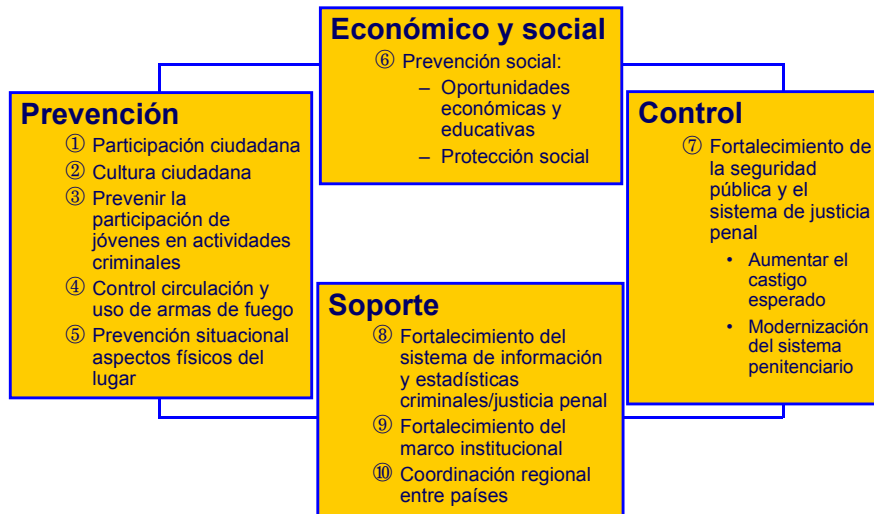 Económico y social
⑥ Prevención social:
– Oportunidades
económicas y
educativas
– Protección social
Prevención
① Participación ciudadana
② Cultura ciudadana
③ Prevenir la
participación de
jóvenes en actividades
criminales
④ Control circulación y
uso de armas de fuego
⑤ Prevención situacional
aspectos físicos del
lugar
Control
⑦ Fortalecimiento de
la seguridad
pública y el
sistema de justicia
penal
• Aumentar el
castigo
esperado
• Modernización
del sistema
penitenciario
Soporte
⑧ Fortalecimiento del
sistema de información
y estadísticas
criminales/justicia penal
⑨ Fortalecimiento del
marco institucional
⑩ Coordinación regional
entre países